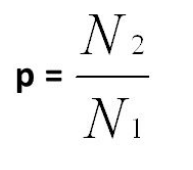 p = N₂ / N₁